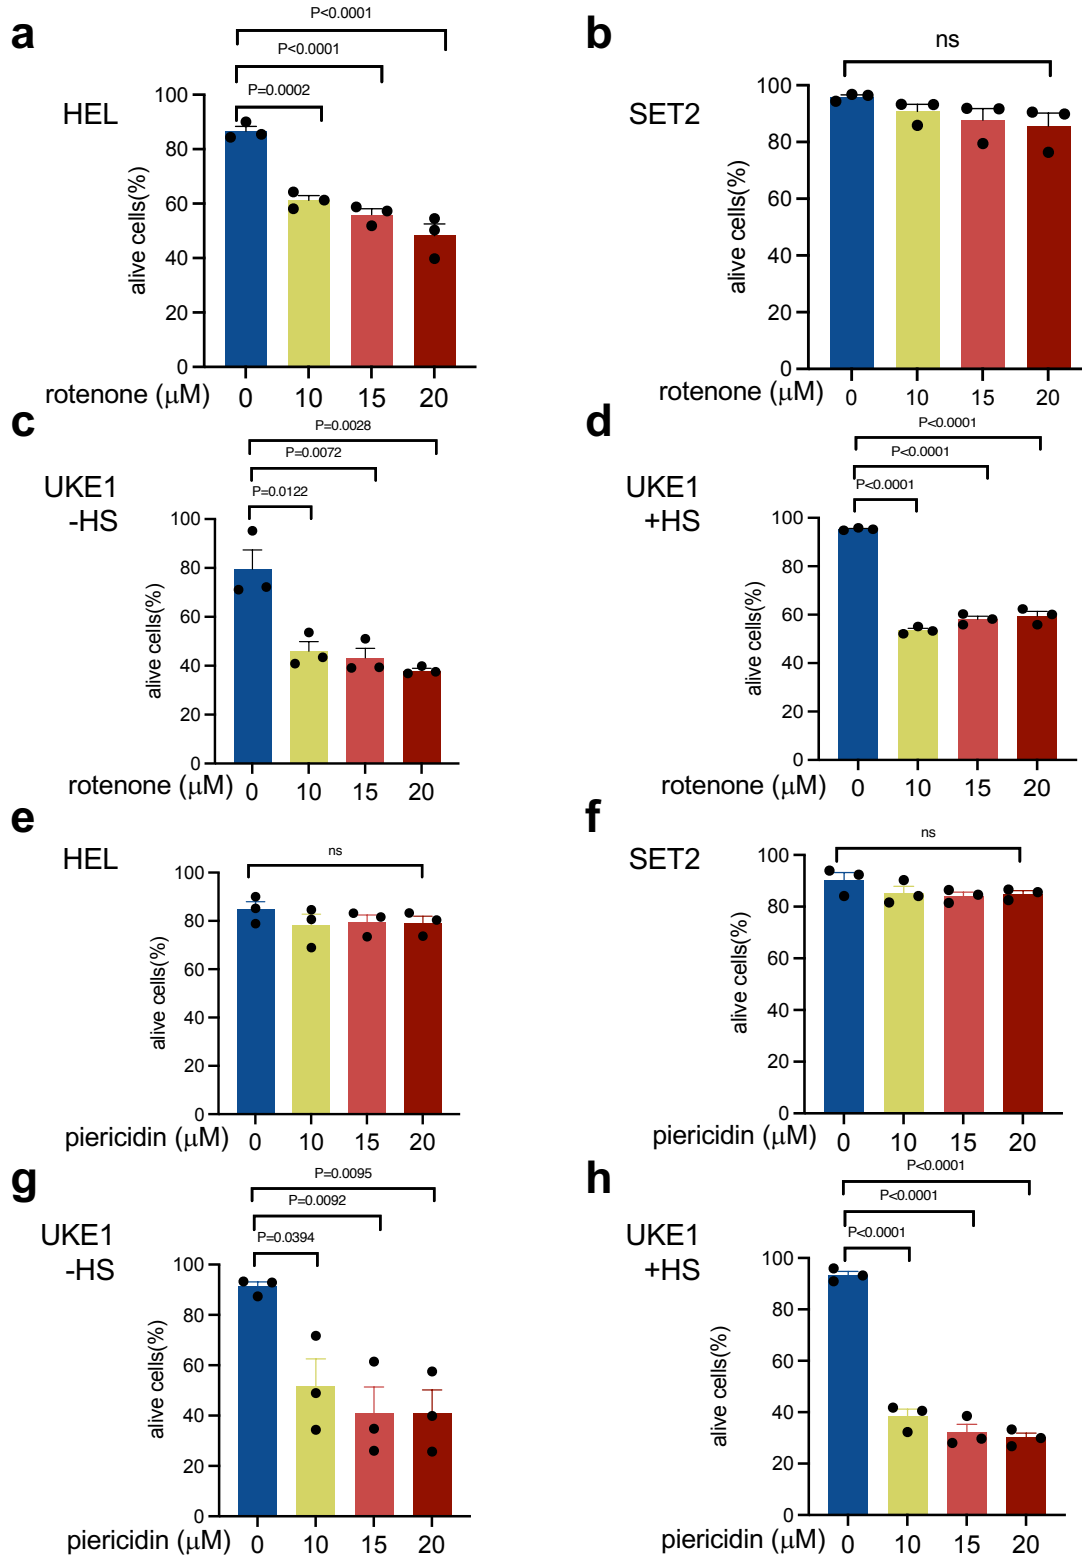 a
P<0.0001
P<0.0001
P=0.0002
HEL
alive cells(%)
100
80
60
40
20
0
rotenone (μM)
0 10 15 20
b
ns
SET2
alive cells(%)
100
80
60
40
20
0
0 10 15 20
c
P=0.0028
P=0.0072
P=0.0122
UKE1
-HS
alive cells(%)
100
80
60
40
20
0
rotenone (μM)
0 10 15 20
d
P<0.0001
P<0.0001
P<0.0001
UKE1
+HS
alive cells(%)
100
80
60
40
20
0
rotenone (μM)
0 10 15 20
e
HEL
ns
alive cells(%)
100
80
60
40
20
0
piericidin (μM)
0 10 15 20
f
SET2
ns
alive cells(%)
100
80
60
40
20
0
piericidin (μM)
0 10 15 20
g
P=0.0095
P=0.0092
P=0.0394
UKE1
-HS
alive cells(%)
100
80
60
40
20
0
piericidin (μM)
0 10 15 20
h
P<0.0001
P<0.0001
P<0.0001
UKE1
+HS
alive cells(%)
100
80
60
40
20
0
piericidin (μM)
0 10 15 20